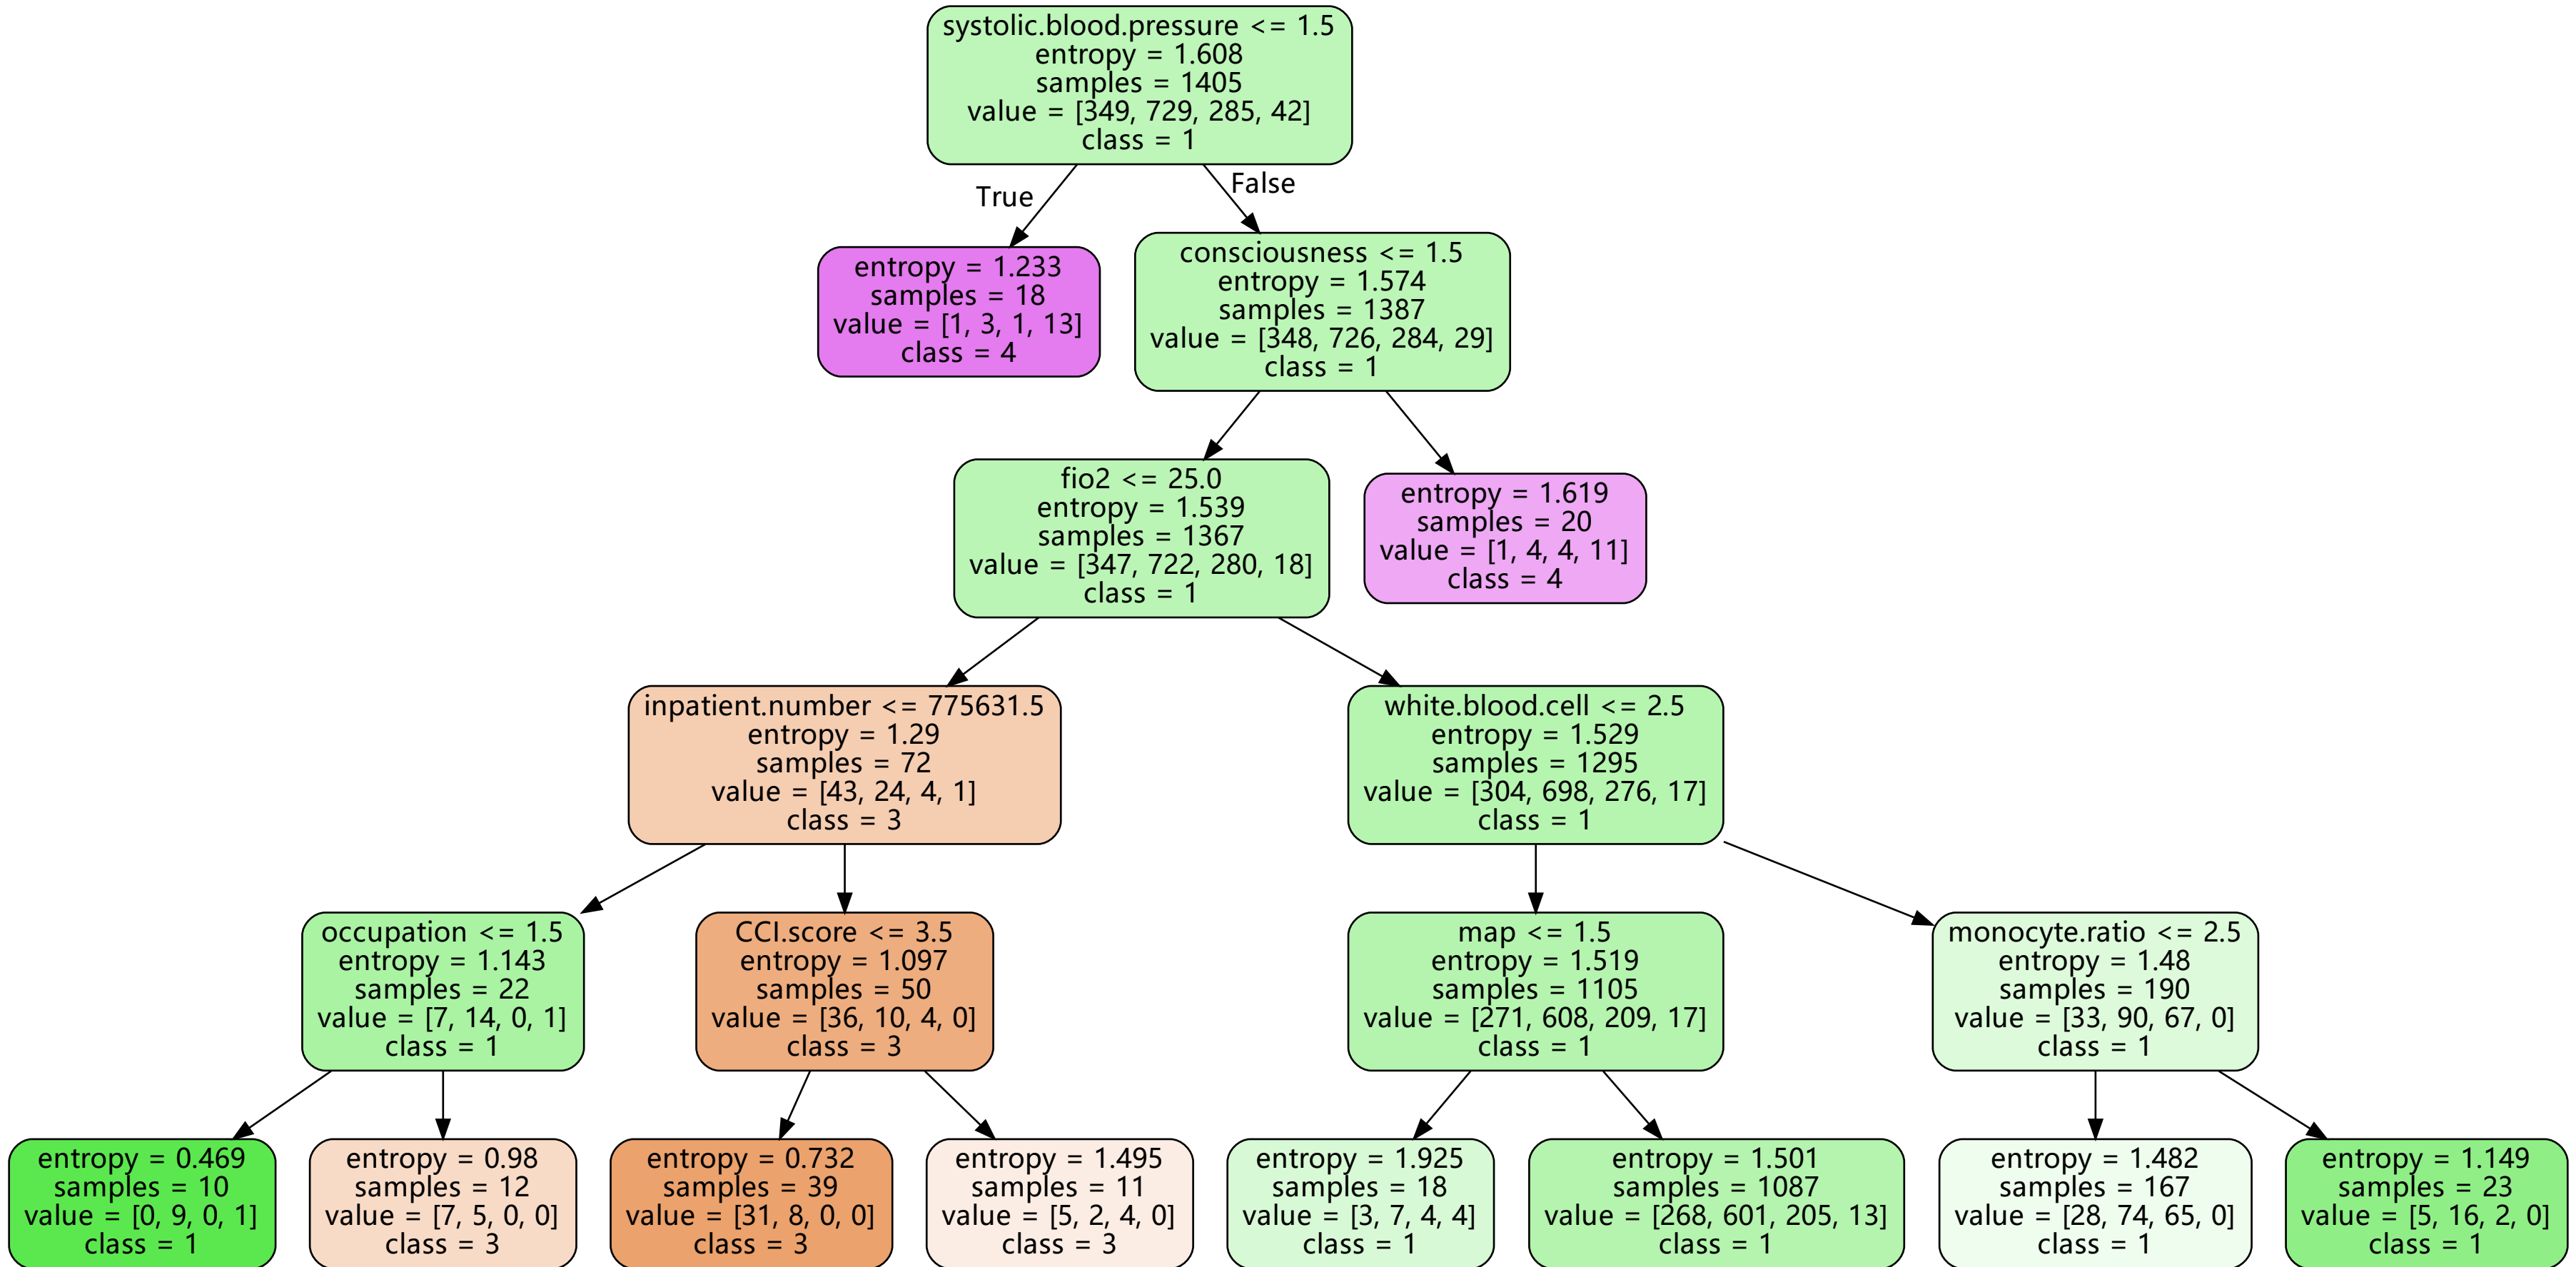 systolic.blood.pressure <= 1.5
entropy = 1.608
samples = 1405
value = [349, 729, 285, 42]
class = 1
True
False
entropy = 1.233
samples = 18
value = [1, 3, 1, 13]
class = 4
consciousness <= 1.5
entropy = 1.574
samples = 1387
value = [348, 726, 284, 29]
class = 1
fio2 <= 25.0
entropy = 1.539
samples = 1367
value = [347, 722, 280, 18]
class = 1
entropy = 1.619
samples = 20
value = [1, 4, 4, 11]
class = 4
inpatient.number <= 775631.5
entropy = 1.29
samples = 72
value = [43, 24, 4, 1]
class = 3
white.blood.cell <= 2.5
entropy = 1.529
samples = 1295
value = [304, 698, 276, 17]
class = 1
occupation <= 1.5
entropy = 1.143
samples = 22
value = [7, 14, 0, 1]
class = 1
CCI.score <= 3.5
entropy = 1.097
samples = 50
value = [36, 10, 4, 0]
class = 3
map <= 1.5
entropy = 1.519
samples = 1105
value = [271, 608, 209, 17]
class = 1
monocyte.ratio <= 2.5
entropy = 1.48
samples = 190
value = [33, 90, 67, 0]
class = 1
entropy = 0.469
samples = 10
value = [0, 9, 0, 1]
class = 1
entropy = 0.98
samples = 12
value = [7, 5, 0, 0]
class = 3
entropy = 0.732
samples = 39
value = [31, 8, 0, 0]
class = 3
entropy = 1.495
samples = 11
value = [5, 2, 4, 0]
class = 3
entropy = 1.925
samples = 18
value = [3, 7, 4, 4]
class = 1
entropy = 1.501
samples = 1087
value = [268, 601, 205, 13]
class = 1
entropy = 1.482
samples = 167
value = [28, 74, 65, 0]
class = 1
entropy = 1.149
samples = 23
value = [5, 16, 2, 0]
class = 1